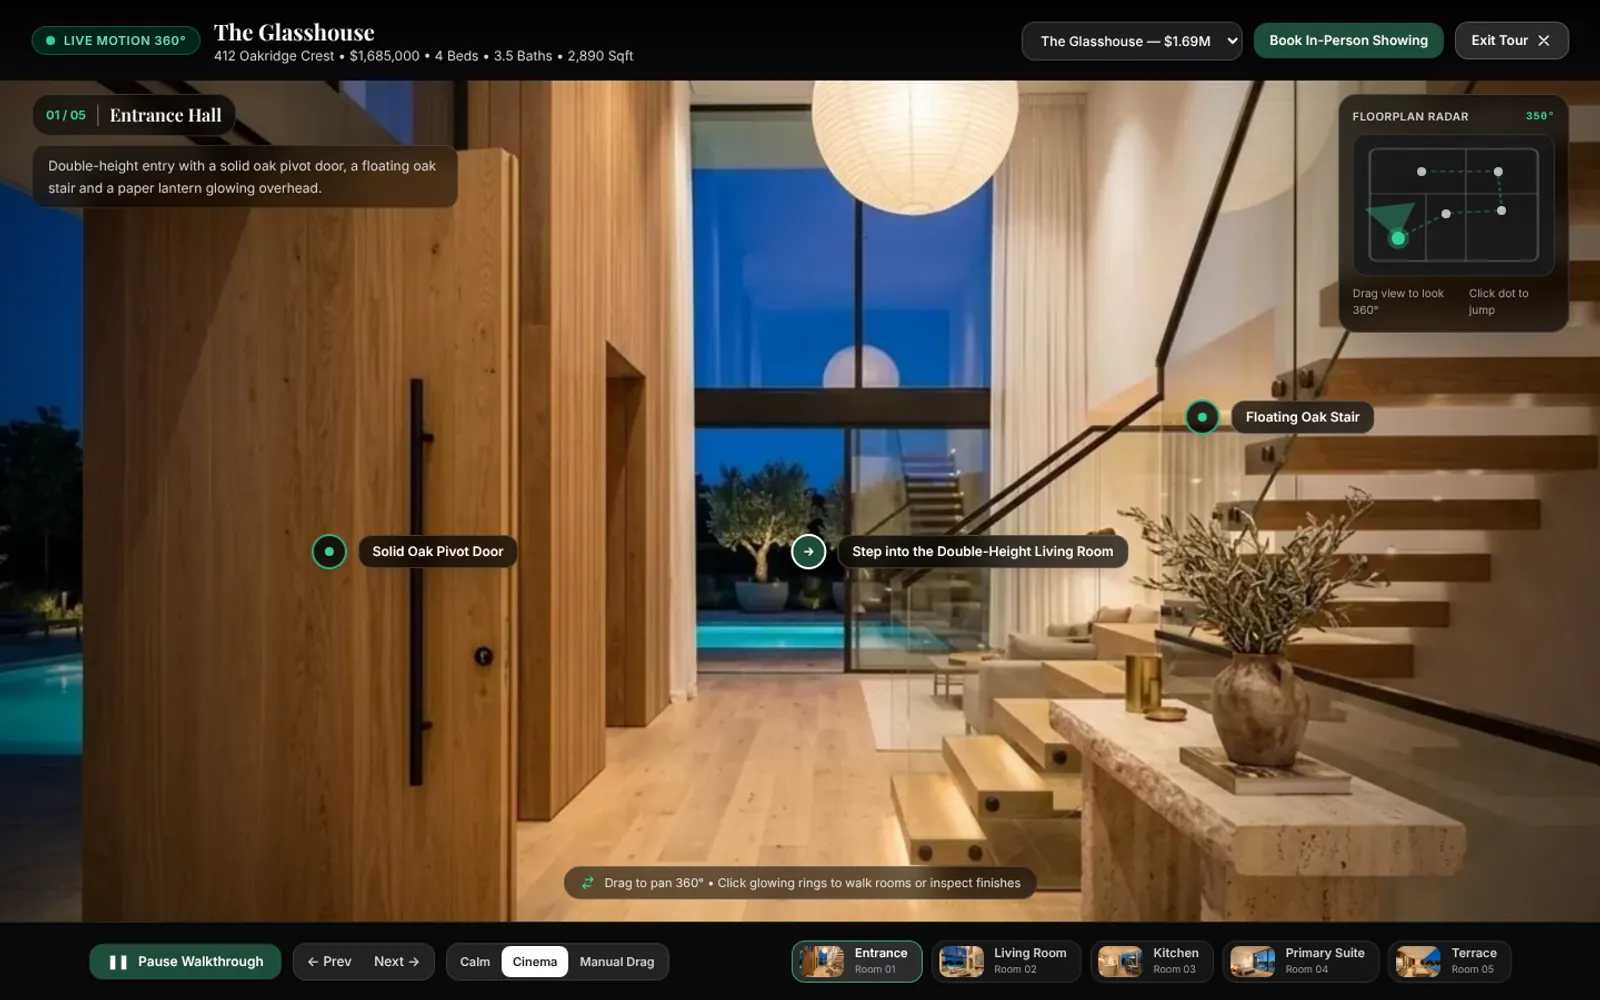 LIVE MOTION 360°
The Glasshouse
412 Oakridge Crest • $1,685,000 • 4 Beds • 3.5 Baths • 2,890 Sqft
The Glasshouse — $1.69M
Book In-Person Showing
Exit Tour ✕
01 / 05
Entrance Hall
Double-height entry with a solid oak pivot door, a floating oak
stair and a paper lantern glowing overhead.
FLOORPLAN RADAR
350°
Drag view to look
360°
Click dot to
jump
Floating Oak Stair
Solid Oak Pivot Door
→ Step into the Double-Height Living Room
Drag to pan 360° • Click glowing rings to walk rooms or inspect finishes
Pause Walkthrough
← Prev
Next →
Calm
Cinema
Manual Drag
Entrance
Room 01
Living Room
Room 02
Kitchen
Room 03
Primary Suite
Room 04
Terrace
Room 05